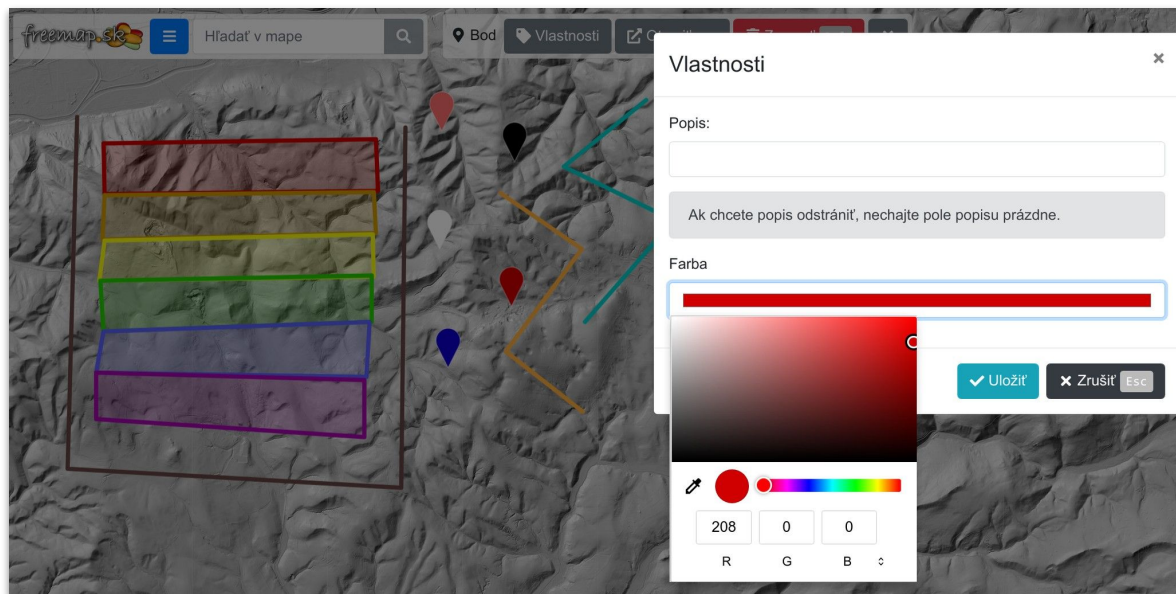 freemap.sk
Hľadať v mape
Bod
Vlastnosti
Vlastnosti
×
Popis:
Ak chcete popis odstrániť, nechajte pole popisu prázdne.
Farba
Uložiť
Zrušiť Esc
208 0 0
R G B